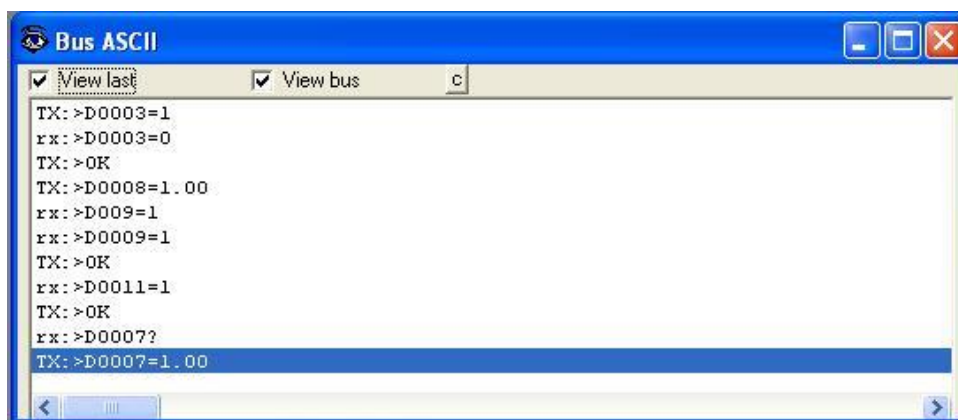 Bus ASCII
View last View bus c
TX:>D0003=1
rx:>D0003=0
TX:>OK
TX:>D0008=1.00
rx:>D009=1
rx:>D0009=1
TX:>OK
rx:>D0011=1
TX:>OK
rx:>D0007?
TX:>D0007=1.00